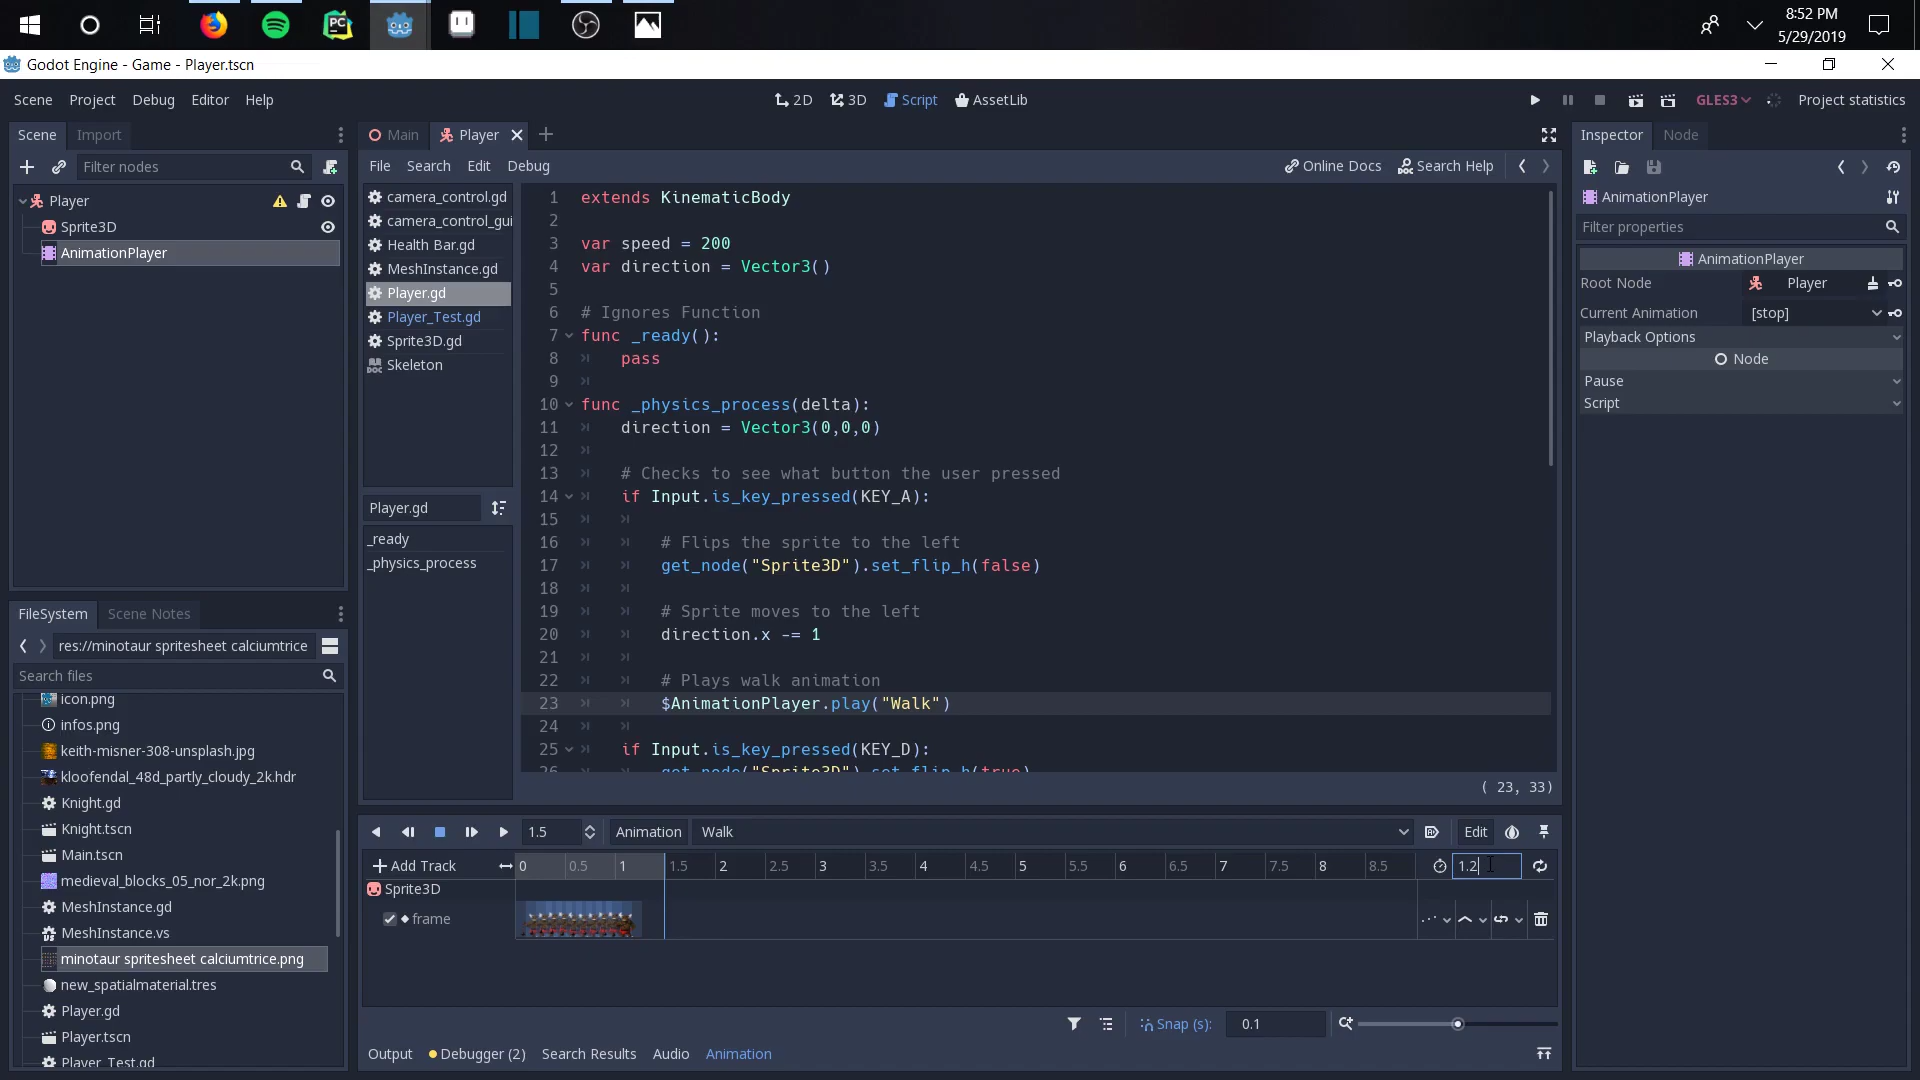 8:52 PM
5/29/2019
Godot Engine - Game - Player.tscn
Scene Project Debug Editor Help
2D 3D Script AssetLib
GLES3 Project statistics
Scene Import
Filter nodes
Player
Sprite3D
AnimationPlayer
Main Player
File Search Edit Debug
Online Docs Search Help
camera_control.gd
camera_control_gui
Health Bar.gd
MeshInstance.gd
Player.gd
Player_Test.gd
Sprite3D.gd
Skeleton
Player.gd
_ready
_physics_process
1 extends KinematicBody
2
3 var speed = 200
4 var direction = Vector3()
5
6 # Ignores Function
7 func _ready():
8 pass
9
10 func _physics_process(delta):
11 direction = Vector3(0,0,0)
12
13 # Checks to see what button the user pressed
14 if Input.is_key_pressed(KEY_A):
15
16 # Flips the sprite to the left
17 get_node("Sprite3D").set_flip_h(false)
18
19 # Sprite moves to the left
20 direction.x -= 1
21
22 # Plays walk animation
23 $AnimationPlayer.play("Walk")
24
25 if Input.is_key_pressed(KEY_D):
26 get_node("Sprite3D").set_flip_h(true)
( 23, 33)
Inspector Node
AnimationPlayer
Filter properties
AnimationPlayer
Root Node Player
Current Animation [stop]
Playback Options
Node
Pause
Script
FileSystem Scene Notes
res://minotaur spritesheet calciumtrice
Search files
icon.png
infos.png
keith-misner-308-unsplash.jpg
kloofendal_48d_partly_cloudy_2k.hdr
Knight.gd
Knight.tscn
Main.tscn
medieval_blocks_05_nor_2k.png
MeshInstance.gd
MeshInstance.vs
minotaur spritesheet calciumtrice.png
new_spatialmaterial.tres
Player.gd
Player.tscn
Player_Test.gd
1.5 Animation Walk Edit
Add Track 0 0.5 1 1.5 2 2.5 3 3.5 4 4.5 5 5.5 6 6.5 7 7.5 8 8.5 1.2
Sprite3D
frame
Snap (s): 0.1
Output Debugger (2) Search Results Audio Animation